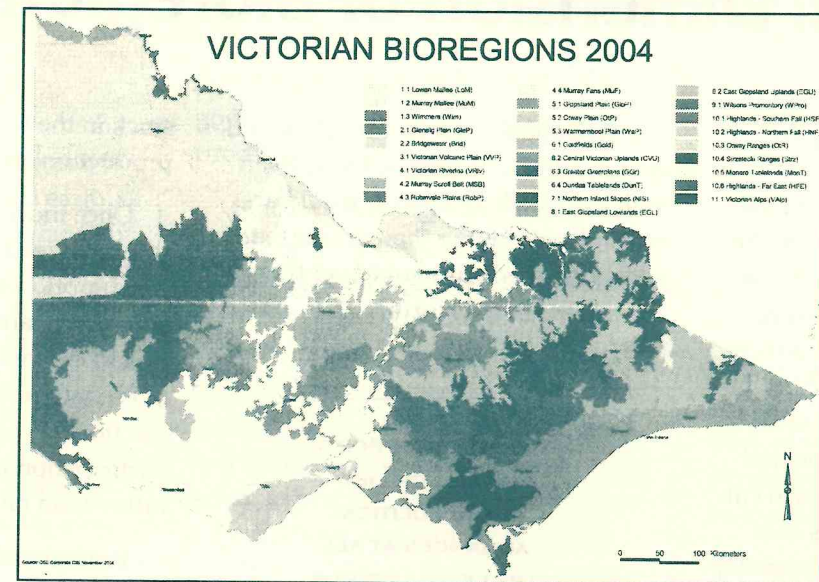 VICTORIAN BIOREGIONS 2004
1.1 Lowan Mallee (LoM)
1.2 Murray Mallee (MuM)
1.3 Wimmera (Wim)
2.1 Glenelg Plain (GleP)
2.2 Bridgewater (Brid)
3.1 Victorian Volcanic Plain (VVP)
4.1 Victorian Riverina (VRiv)
4.2 Murray Scroll Belt (MSB)
4.3 Robinvale Plains (RobP)
4.4 Murray Fans (MuF)
5.1 Gippsland Plain (GipP)
5.2 Otway Plain (OtP)
5.3 Warrnambool Plain (WaP)
6.1 Goldfields (Gold)
6.2 Central Victorian Uplands (CVU)
6.3 Greater Grampians (GGr)
6.4 Dundas Tablelands (DunT)
7.1 Northern Inland Slopes (NIS)
8.1 East Gippsland Lowlands (EGL)
8.2 East Gippsland Uplands (EGU)
9.1 Wilsons Promontory (WPro)
10.1 Highlands - Southern Fall (HSF)
10.2 Highlands - Northern Fall (HNF)
10.3 Otway Ranges (OtR)
10.4 Strzelecki Ranges (Strz)
10.5 Monaro Tablelands (MonT)
10.6 Highlands - Far East (HFE)
11.1 Victorian Alps (VAlp)
N
0 50 100 Kilometers
Source: DSE Corporate GIS November 2004